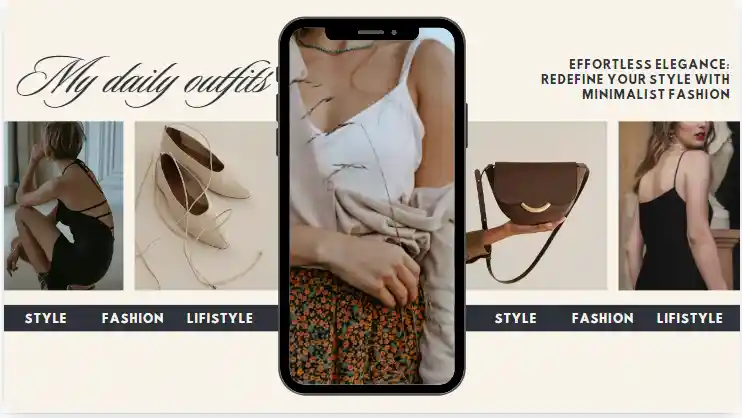 My daily outfits
EFFORTLESS ELEGANCE:
REDEFINE YOUR STYLE WITH
MINIMALIST FASHION
STYLE FASHION LIFISTYLE
STYLE FASHION LIFISTYLE